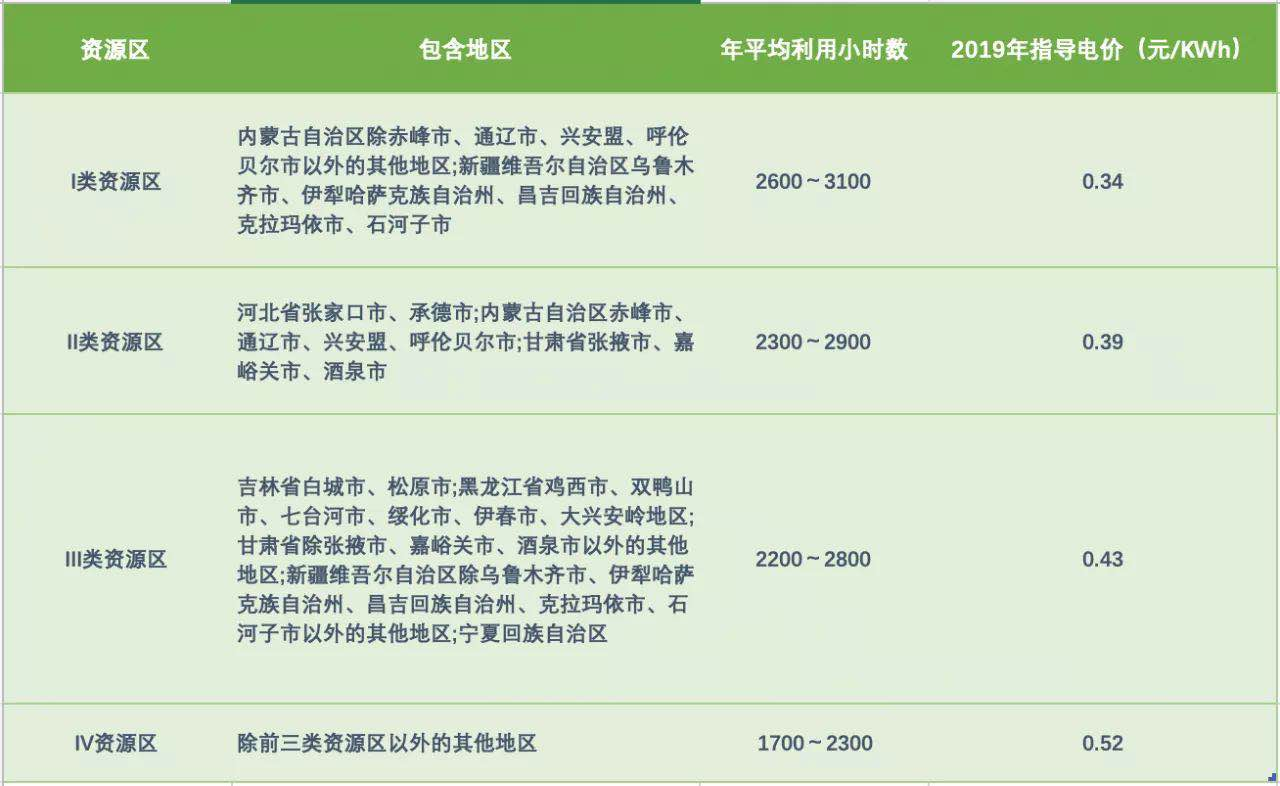 资源区 包含地区 年平均利用小时数 2019年指导电价（元/KWh）
I类资源区
内蒙古自治区除赤峰市、通辽市、兴安盟、呼伦
贝尔市以外的其他地区;新疆维吾尔自治区乌鲁木
齐市、伊犁哈萨克族自治州、昌吉回族自治州、
克拉玛依市、石河子市
2600～3100
0.34
II类资源区
河北省张家口市、承德市;内蒙古自治区赤峰市、
通辽市、兴安盟、呼伦贝尔市;甘肃省张掖市、嘉
峪关市、酒泉市
2300～2900
0.39
III类资源区
吉林省白城市、松原市;黑龙江省鸡西市、双鸭山
市、七台河市、绥化市、伊春市、大兴安岭地区;
甘肃省除张掖市、嘉峪关市、酒泉市以外的其他
地区;新疆维吾尔自治区除乌鲁木齐市、伊犁哈萨
克族自治州、昌吉回族自治州、克拉玛依市、石
河子市以外的其他地区;宁夏回族自治区
2200～2800
0.43
IV资源区
除前三类资源区以外的其他地区
1700～2300
0.52